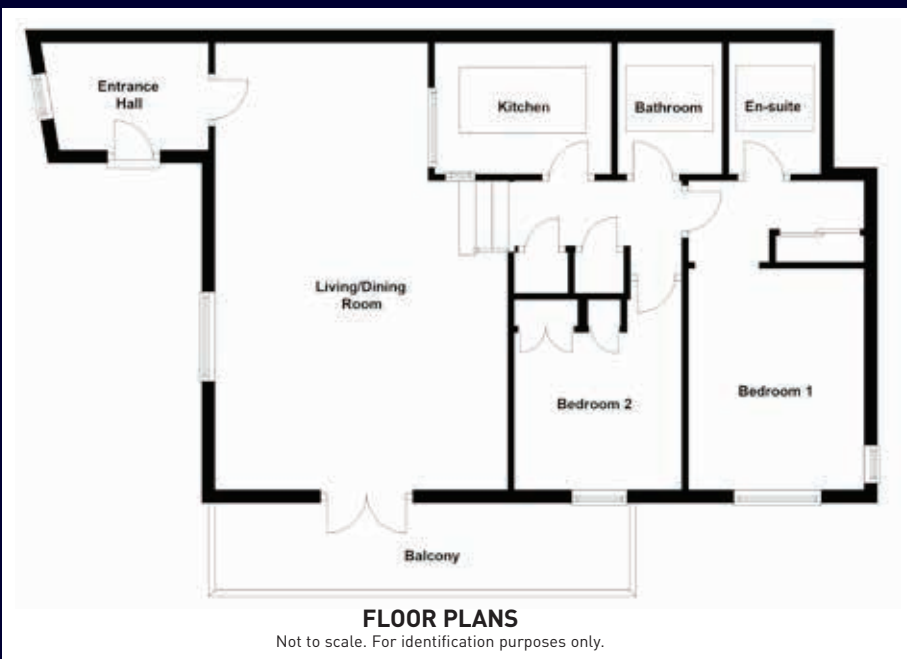 Entrance
Hall
Kitchen
Bathroom
En-suite
Living/Dining
Room
Bedroom 2
Bedroom 1
Balcony
FLOOR PLANS
Not to scale. For identification purposes only.